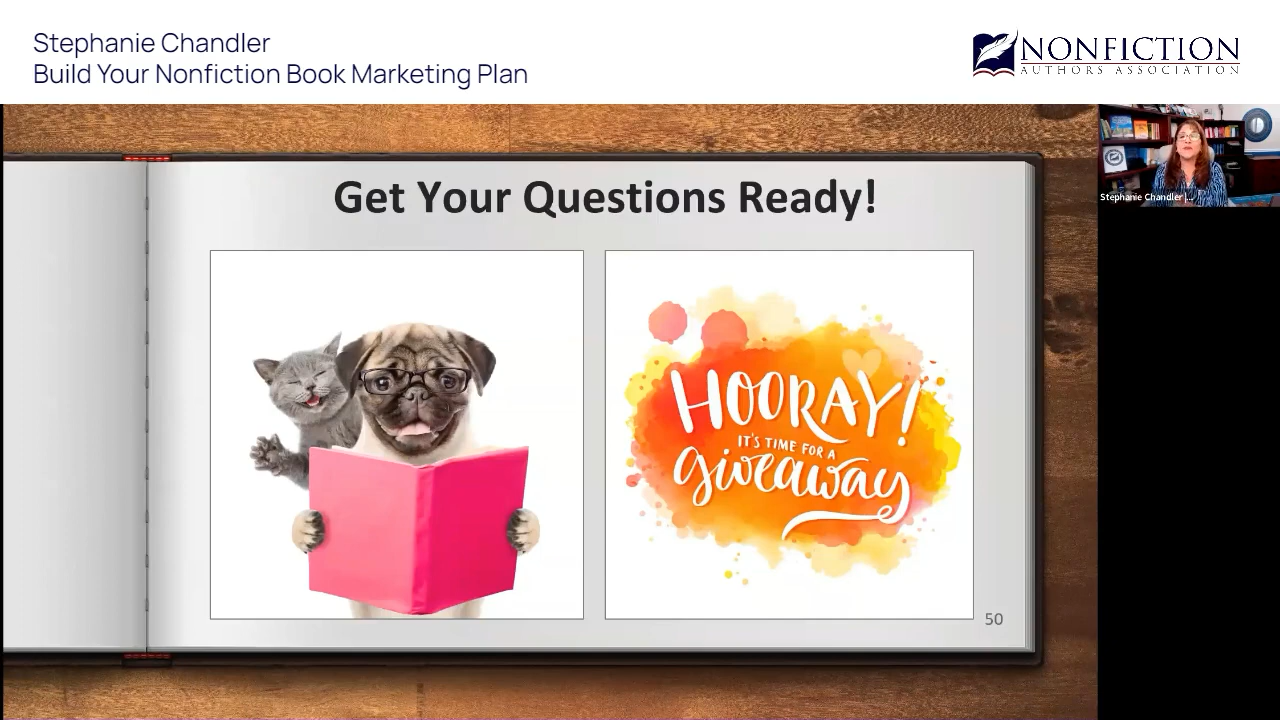 Stephanie Chandler
Build Your Nonfiction Book Marketing Plan
NONFICTION
AUTHORS ASSOCIATION
Stephanie Chandler |...
Get Your Questions Ready!
HOORAY!
IT'S TIME FOR A
giveaway
50